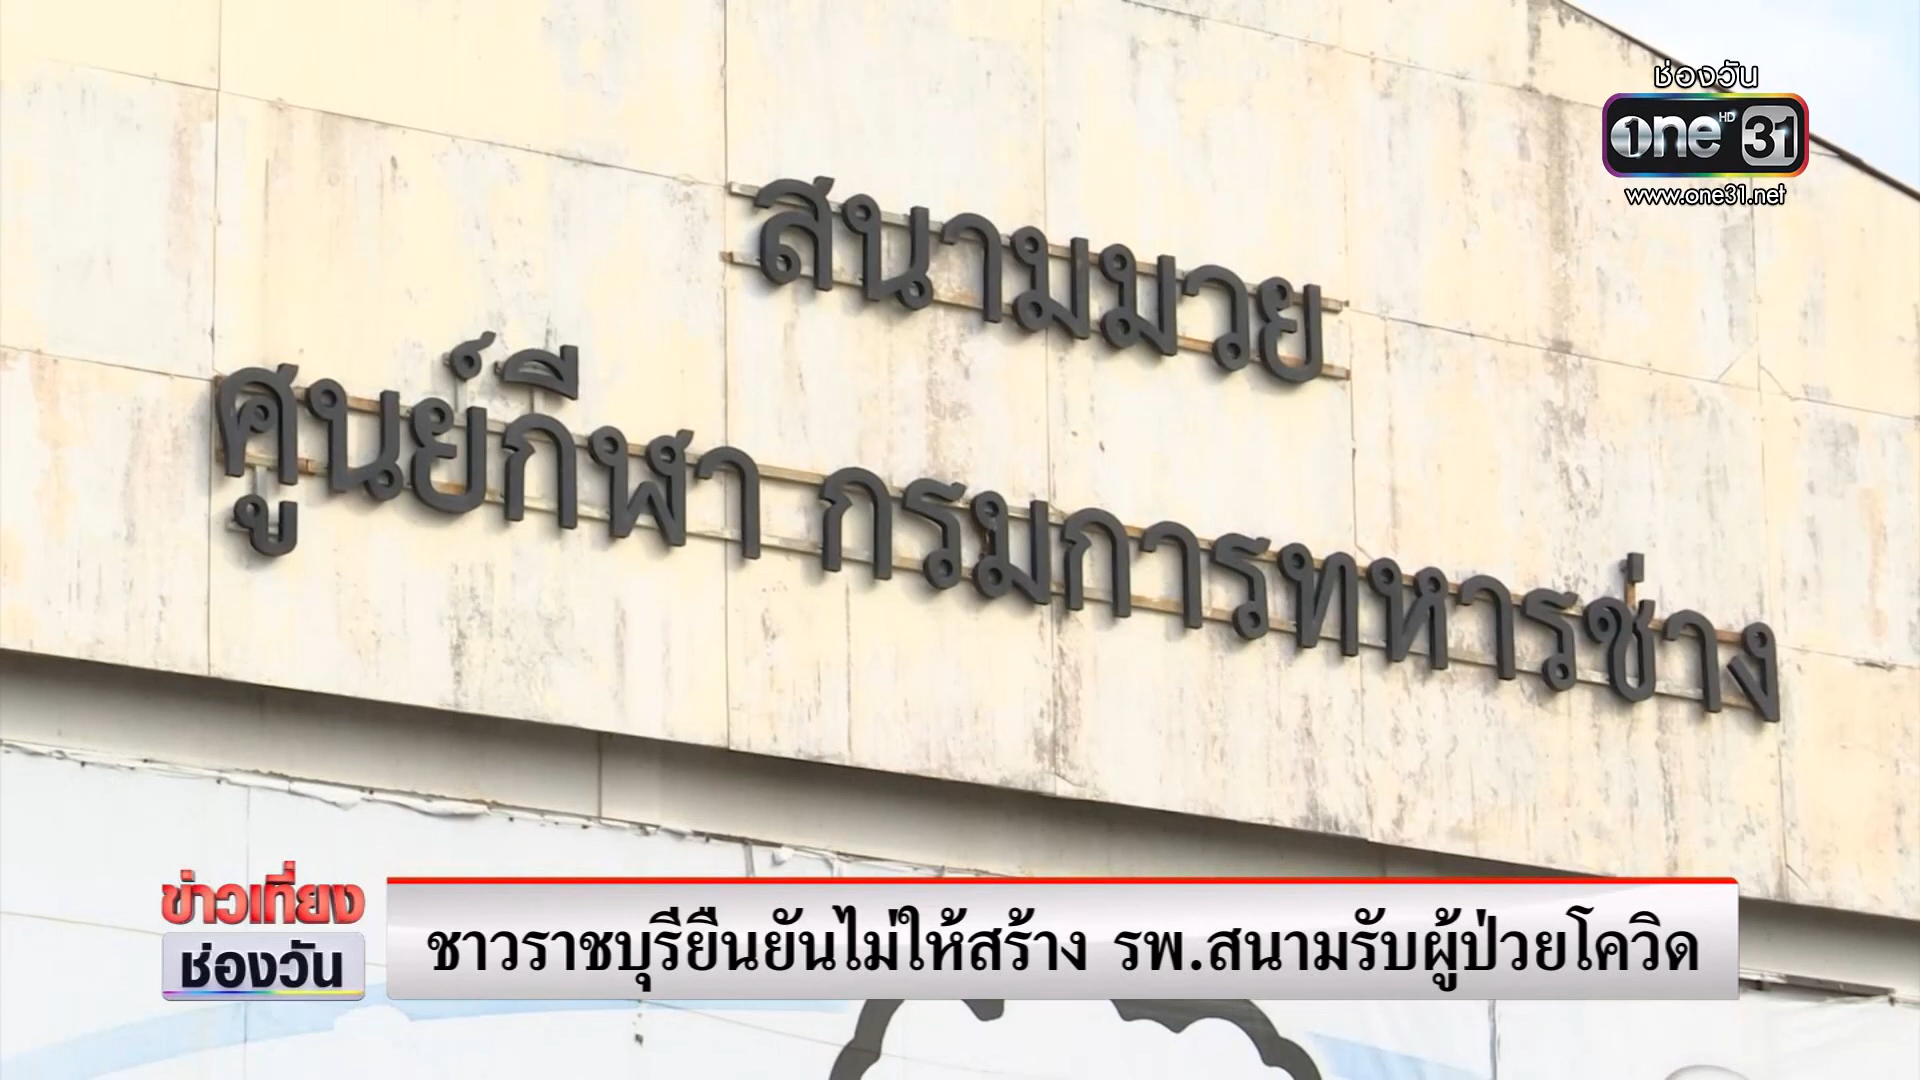 ช่องวัน
one HD 31
www.one31.net
สนามมวย
ศูนย์กีฬา กรมการทหารช่าง
ข่าวเที่ยง
ช่องวัน
ชาวราชบุรียืนยันไม่ให้สร้าง รพ.สนามรับผู้ป่วยโควิด